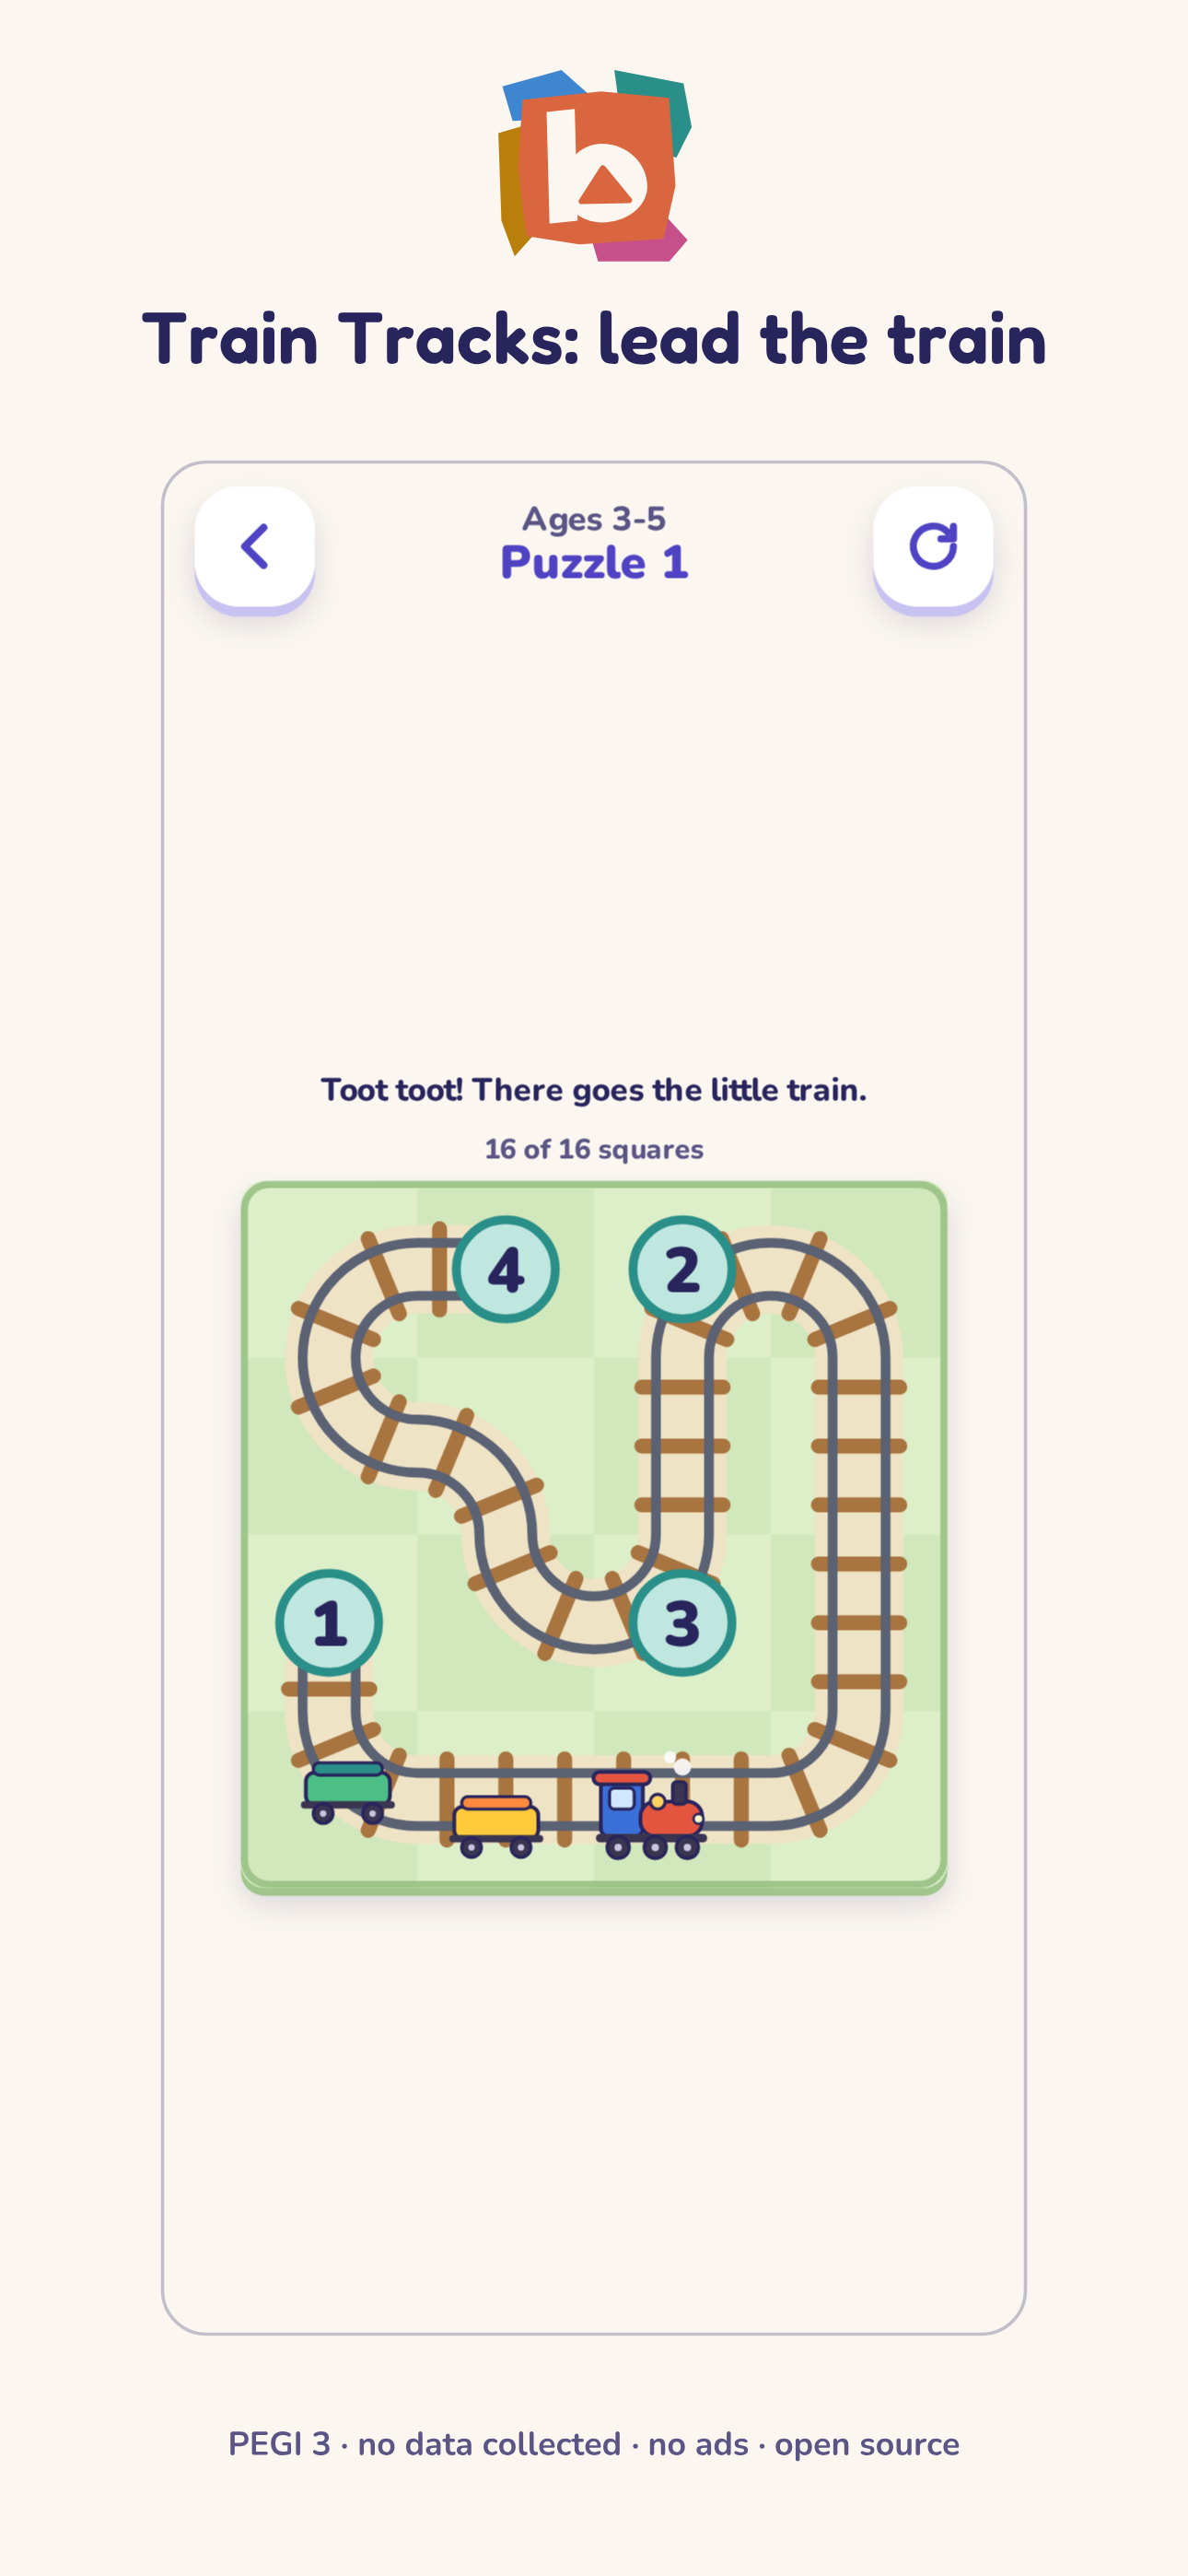 b
Train Tracks: lead the train
Ages 3-5
Puzzle 1
Toot toot! There goes the little train.
16 of 16 squares
4
2
1
3
PEGI 3 · no data collected · no ads · open source